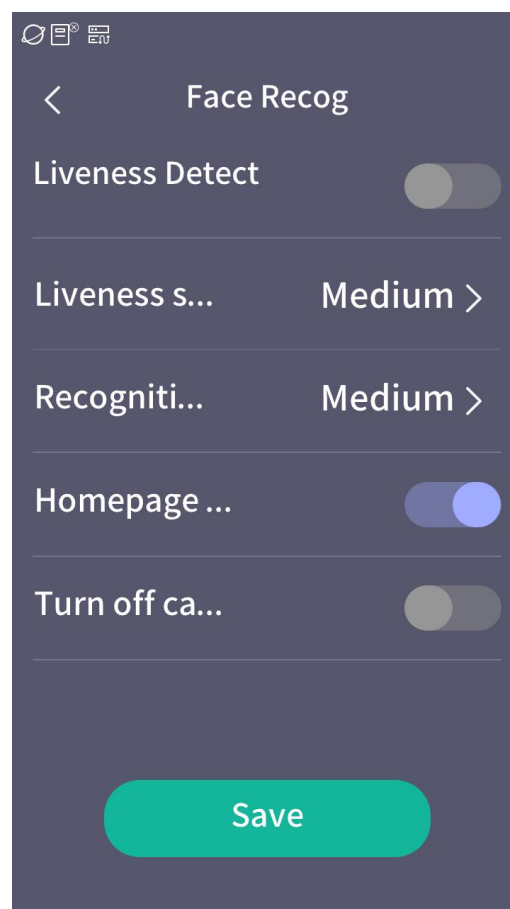 Face Recog
Liveness Detect
Liveness s... Medium
Recogniti... Medium
Homepage ...
Turn off ca...
Save